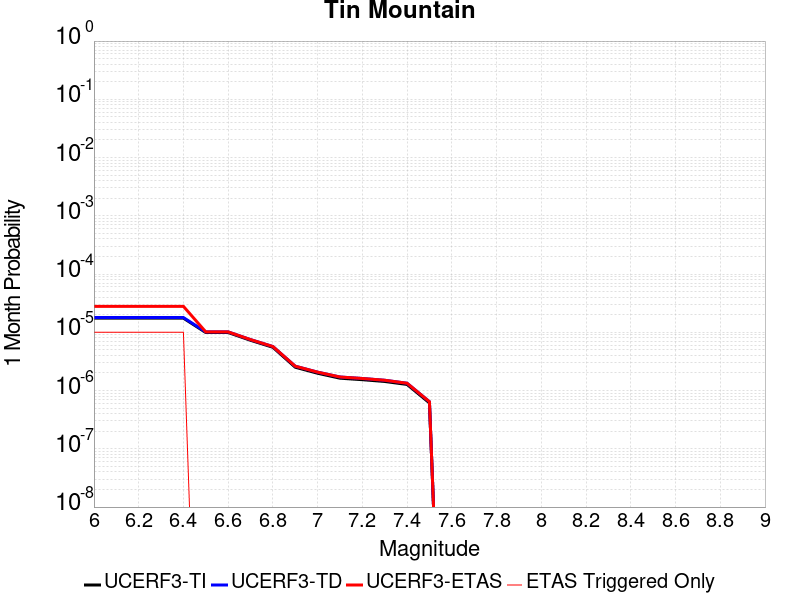 Tin Mountain
10^0
10^-1
10^-2
10^-3
10^-4
10^-5
10^-6
10^-7
10^-8
1 Month Probability
6 6.2 6.4 6.6 6.8 7 7.2 7.4 7.6 7.8 8 8.2 8.4 8.6 8.8 9
Magnitude
UCERF3-TI UCERF3-TD UCERF3-ETAS ETAS Triggered Only